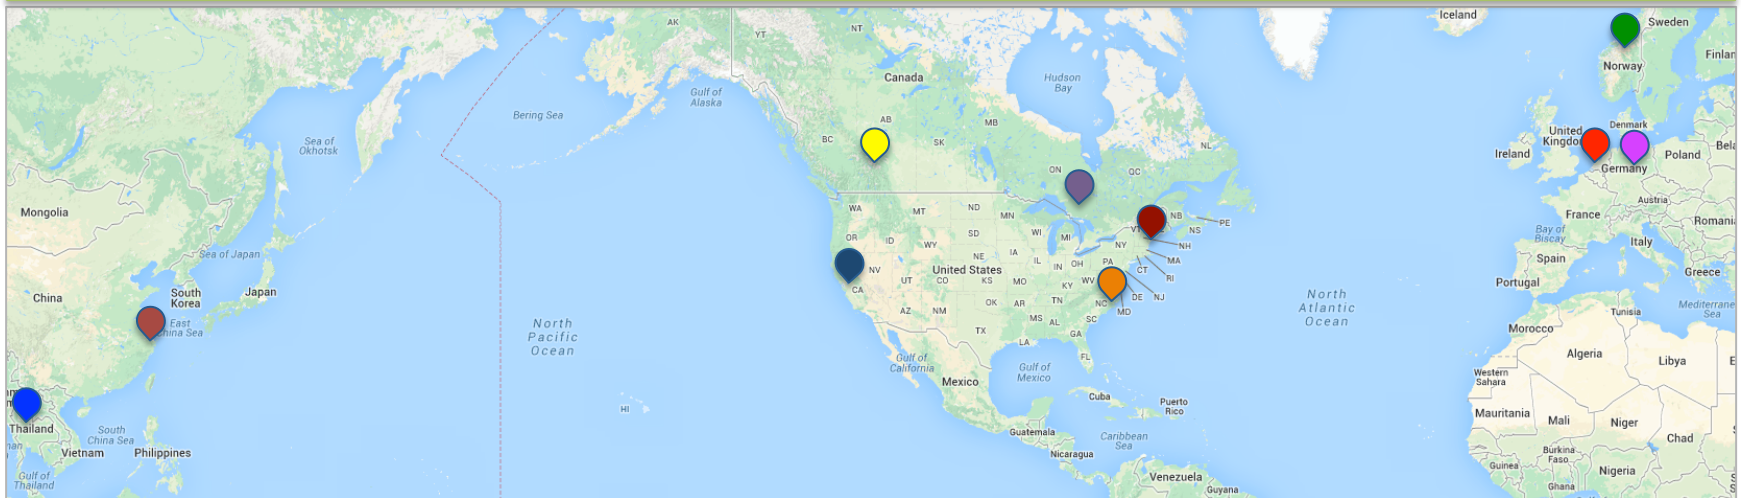 Iceland
Sweden
AK
YT
NT
Finlan
Norway
Canada
Hudson
Bay
Gulf of
Alaska
Bering Sea
AB
MB
Denmark
United
Kingdo
BC
SK
Sea of
Okhotsk
NL
Ireland
Poland
Bela
ON
QC
Germany
Austria
WA
MT
ND
MN
NB
PE
NS
France
Romani
Mongolia
OR
ID
SD
WI
MI
VT
NY
NH
Bay of
Biscay
Italy
Sea of Japan
WY
IA
NE
IL
IN
OH
PA
MA
Spain
Greece
NV
United States
CT
RI
UT
CO
KS
MO
KY
WV
Portugal
China
South
Korea
Japan
CA
DE
NJ
North
Atlantic
Ocean
OK
AR
TN
NC
MD
Mediterrane
Sea
Tunisia
AZ
NM
MS
AL
SC
East
China Sea
North
Pacific
Ocean
TX
GA
Morocco
LA
FL
Algeria
Libya
Gulf of
California
Gulf of
Mexico
Western
Sahara
Mexico
Cuba
Puerto
Rico
HI
Mauritania
Mali
Niger
Chad
Thailand
South
China Sea
Vietnam
Philippines
Guatemala
Caribbean
Sea
Nicaragua
Burkina
Faso
Guinea
Nigeria
Gulf of
Thailand
Venezuela
Guyana
Ghana